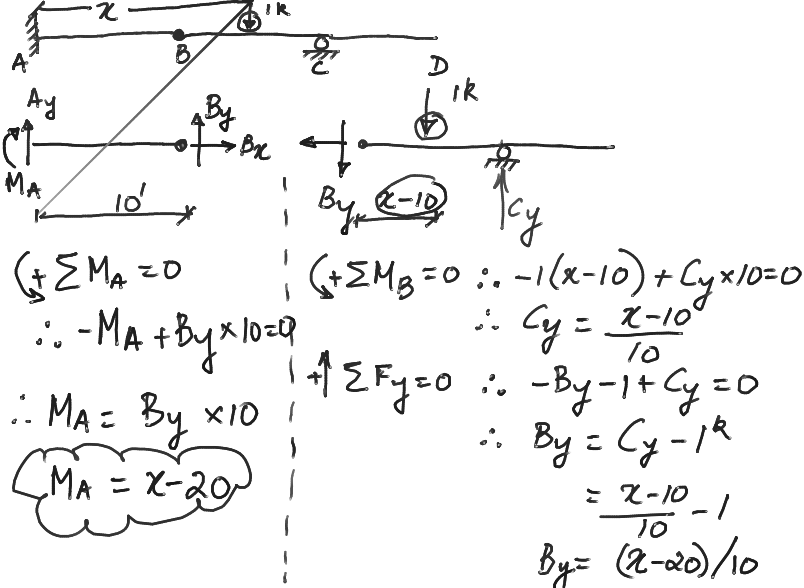 x 1k
A B C D
Ay By Bx 1k
MA 10' By x-10 Cy
(+ ΣMA = 0
∴ -MA + By × 10 = 0
∴ MA = By × 10
MA = x-20
(+ ΣMB = 0 ∴ -1(x-10) + Cy × 10 = 0
∴ Cy = x-10 / 10
+↑ ΣFy = 0 ∴ -By - 1 + Cy = 0
∴ By = Cy - 1k
= x-10 / 10 - 1
By = (x-20)/10